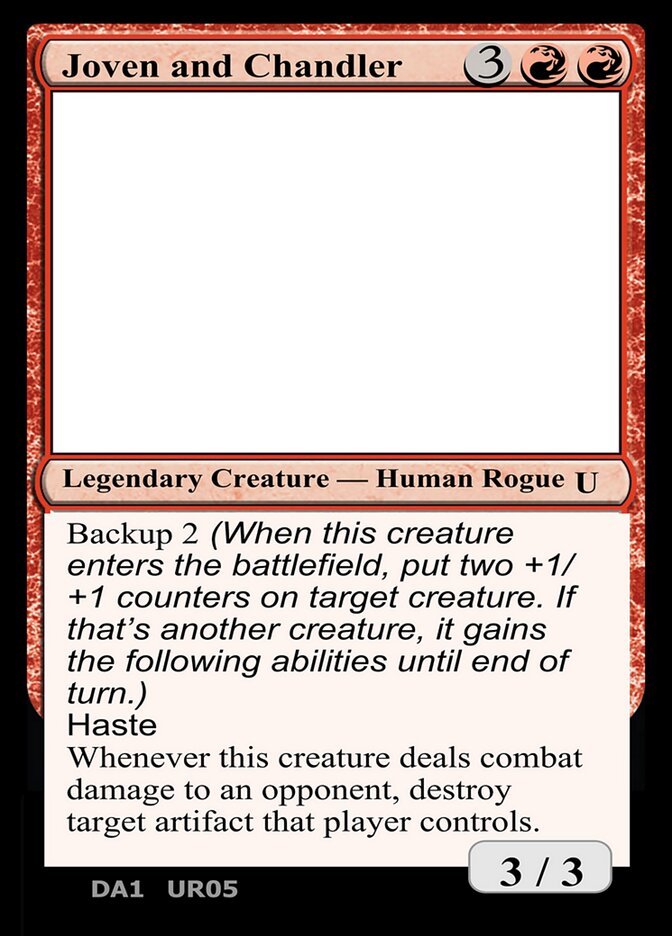 Joven and Chandler 3
Legendary Creature — Human Rogue U
Backup 2 (When this creature
enters the battlefield, put two +1/
+1 counters on target creature. If
that's another creature, it gains
the following abilities until end of
turn.)
Haste
Whenever this creature deals combat
damage to an opponent, destroy
target artifact that player controls.
3 / 3
DA1 UR05